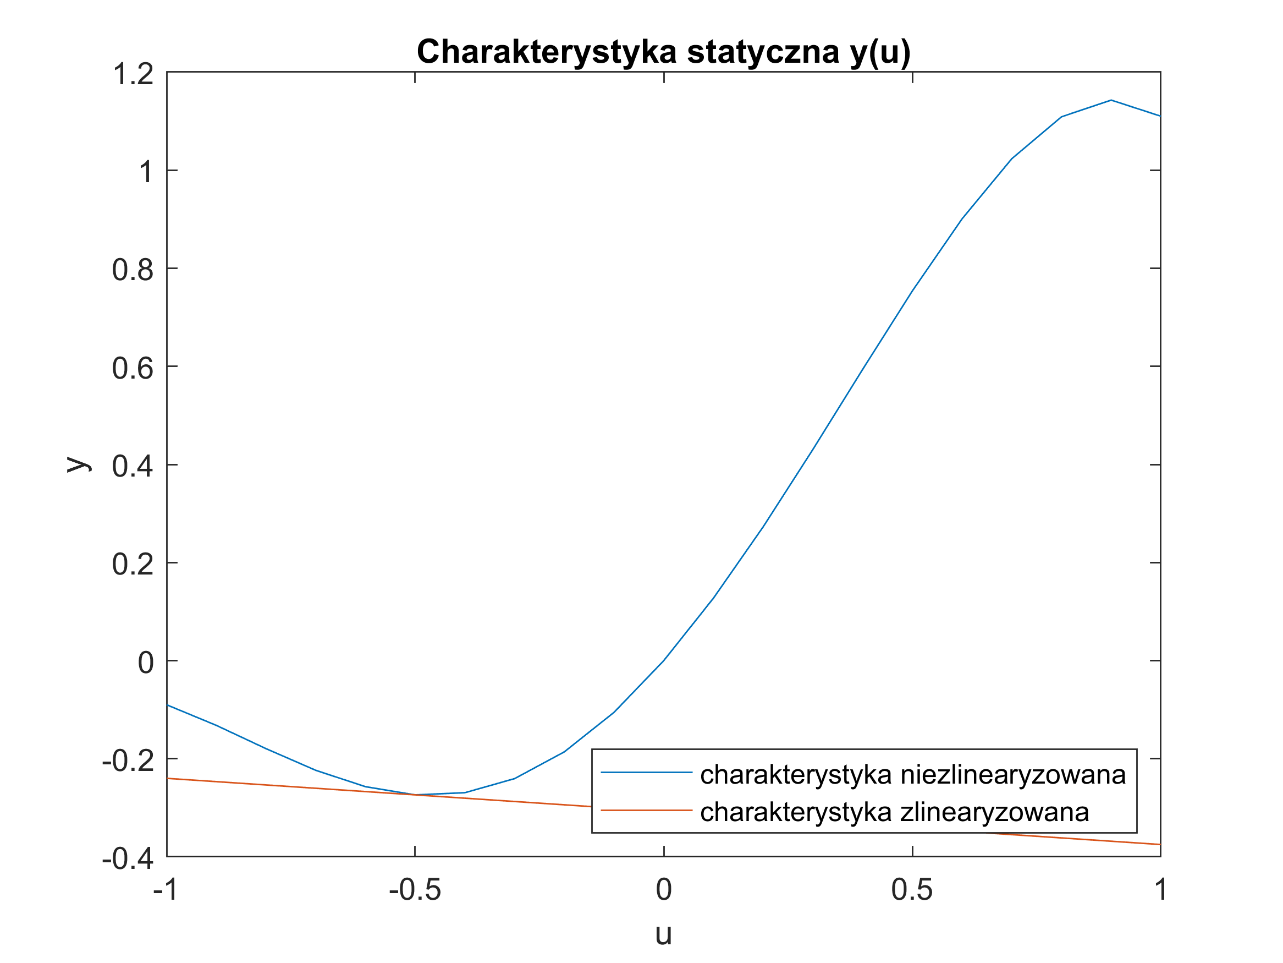 Charakterystyka statyczna y(u)
1.2
1
0.8
0.6
0.4
0.2
0
-0.2
-0.4
y
-1
-0.5
0
0.5
1
u
charakterystyka niezlinearyzowana
charakterystyka zlinearyzowana